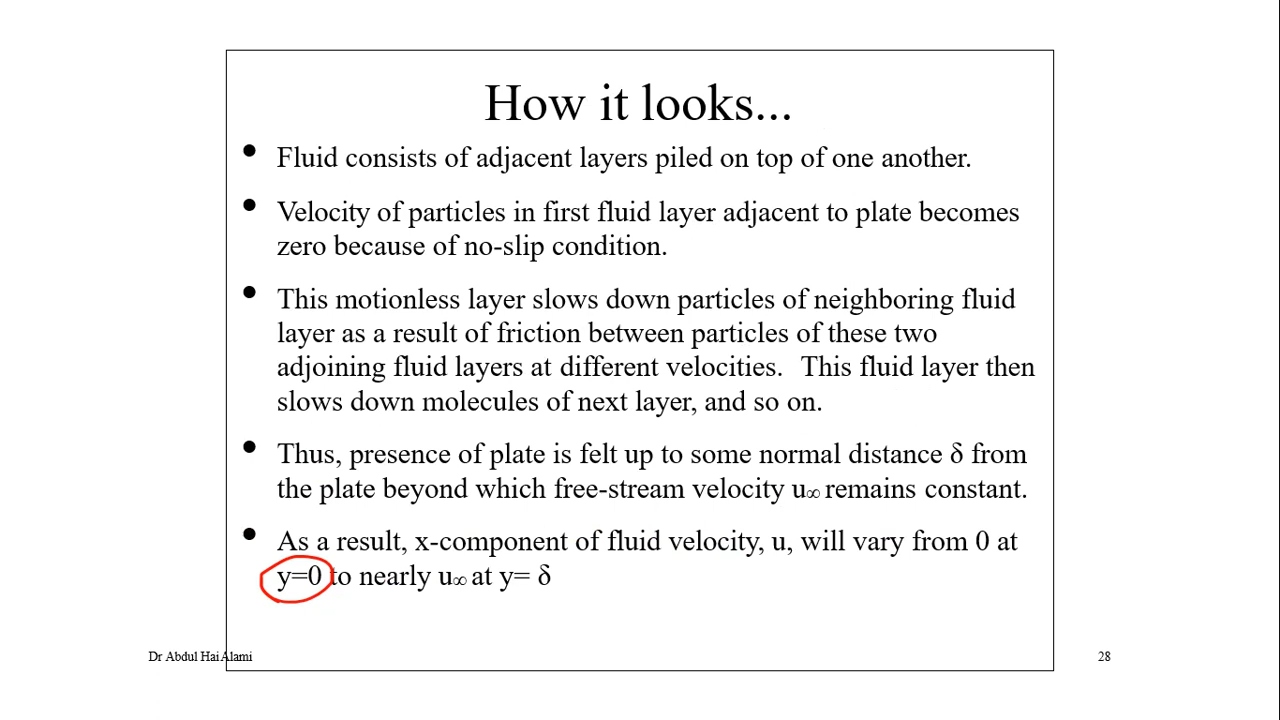 How it looks...
• Fluid consists of adjacent layers piled on top of one another.
• Velocity of particles in first fluid layer adjacent to plate becomes
zero because of no-slip condition.
• This motionless layer slows down particles of neighboring fluid
layer as a result of friction between particles of these two
adjoining fluid layers at different velocities. This fluid layer then
slows down molecules of next layer, and so on.
• Thus, presence of plate is felt up to some normal distance δ from
the plate beyond which free-stream velocity u∞ remains constant.
• As a result, x-component of fluid velocity, u, will vary from 0 at
y=0 to nearly u∞ at y= δ
Dr Abdul Hai Alami
28